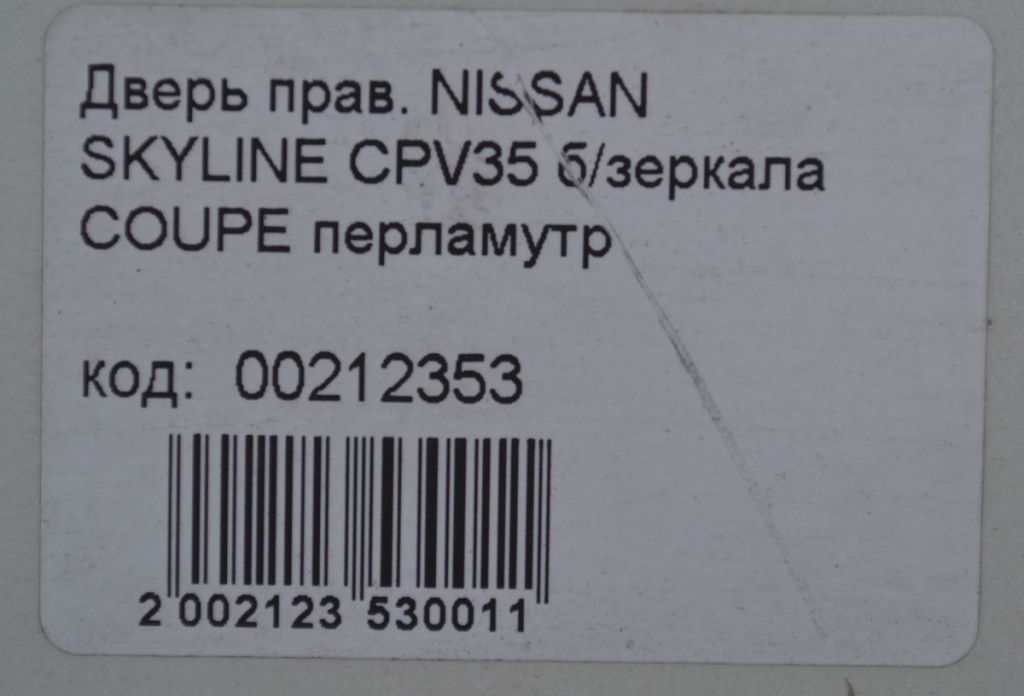 Дверь прав. NISSAN
SKYLINE CPV35 б/зеркала
COUPE перламутр
код: 00212353
2 002123 530011